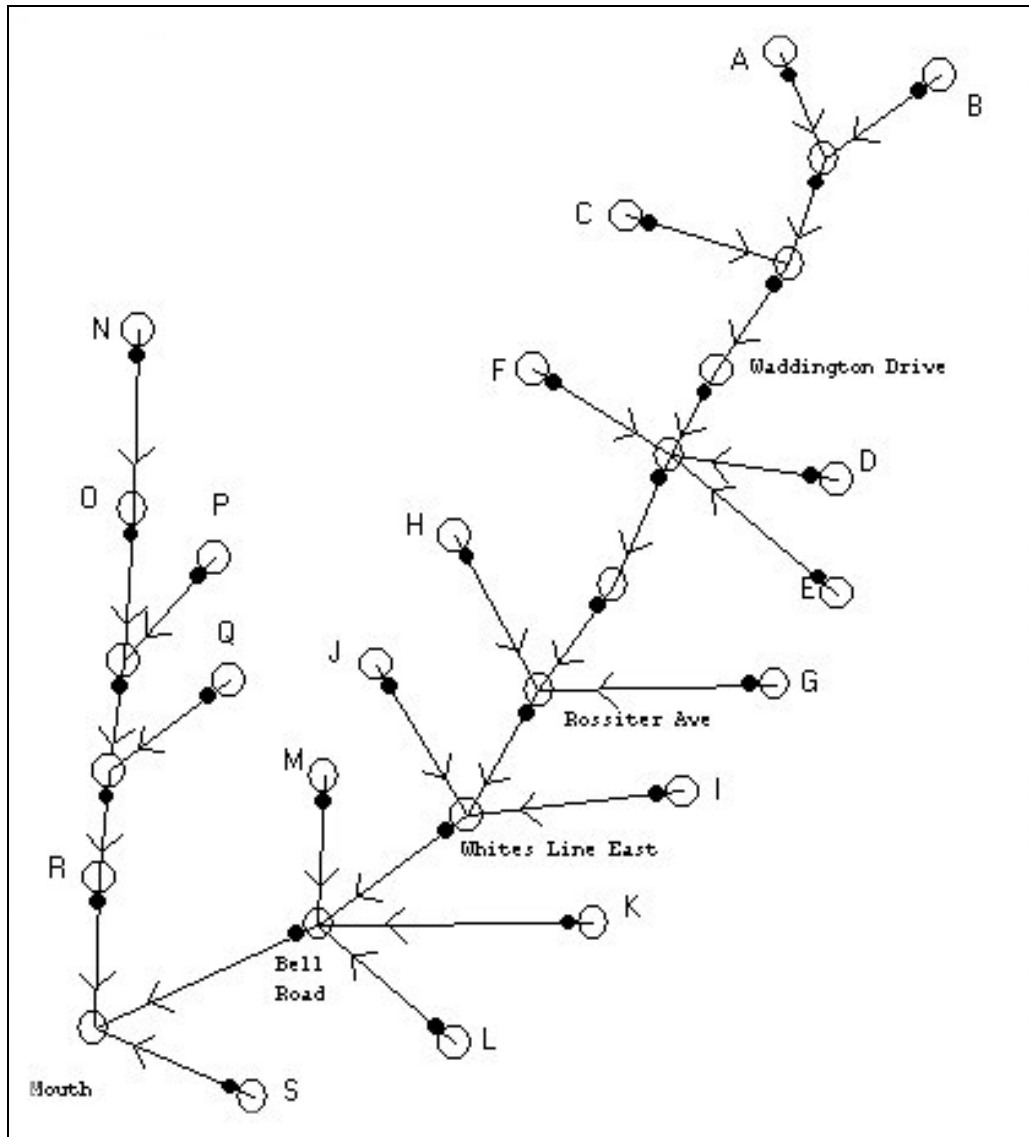 A
B
C
N
F
Waddington Drive
D
O
P
H
E
Q
J
G
Rossiter Ave
M
I
R
Whites Line East
K
Bell
Road
L
Mouth
S